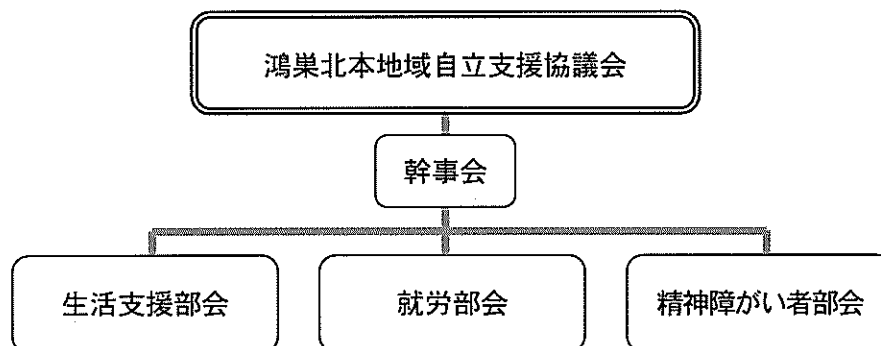 鴻巣北本地域自立支援協議会
幹事会
生活支援部会
就労部会
精神障がい者部会